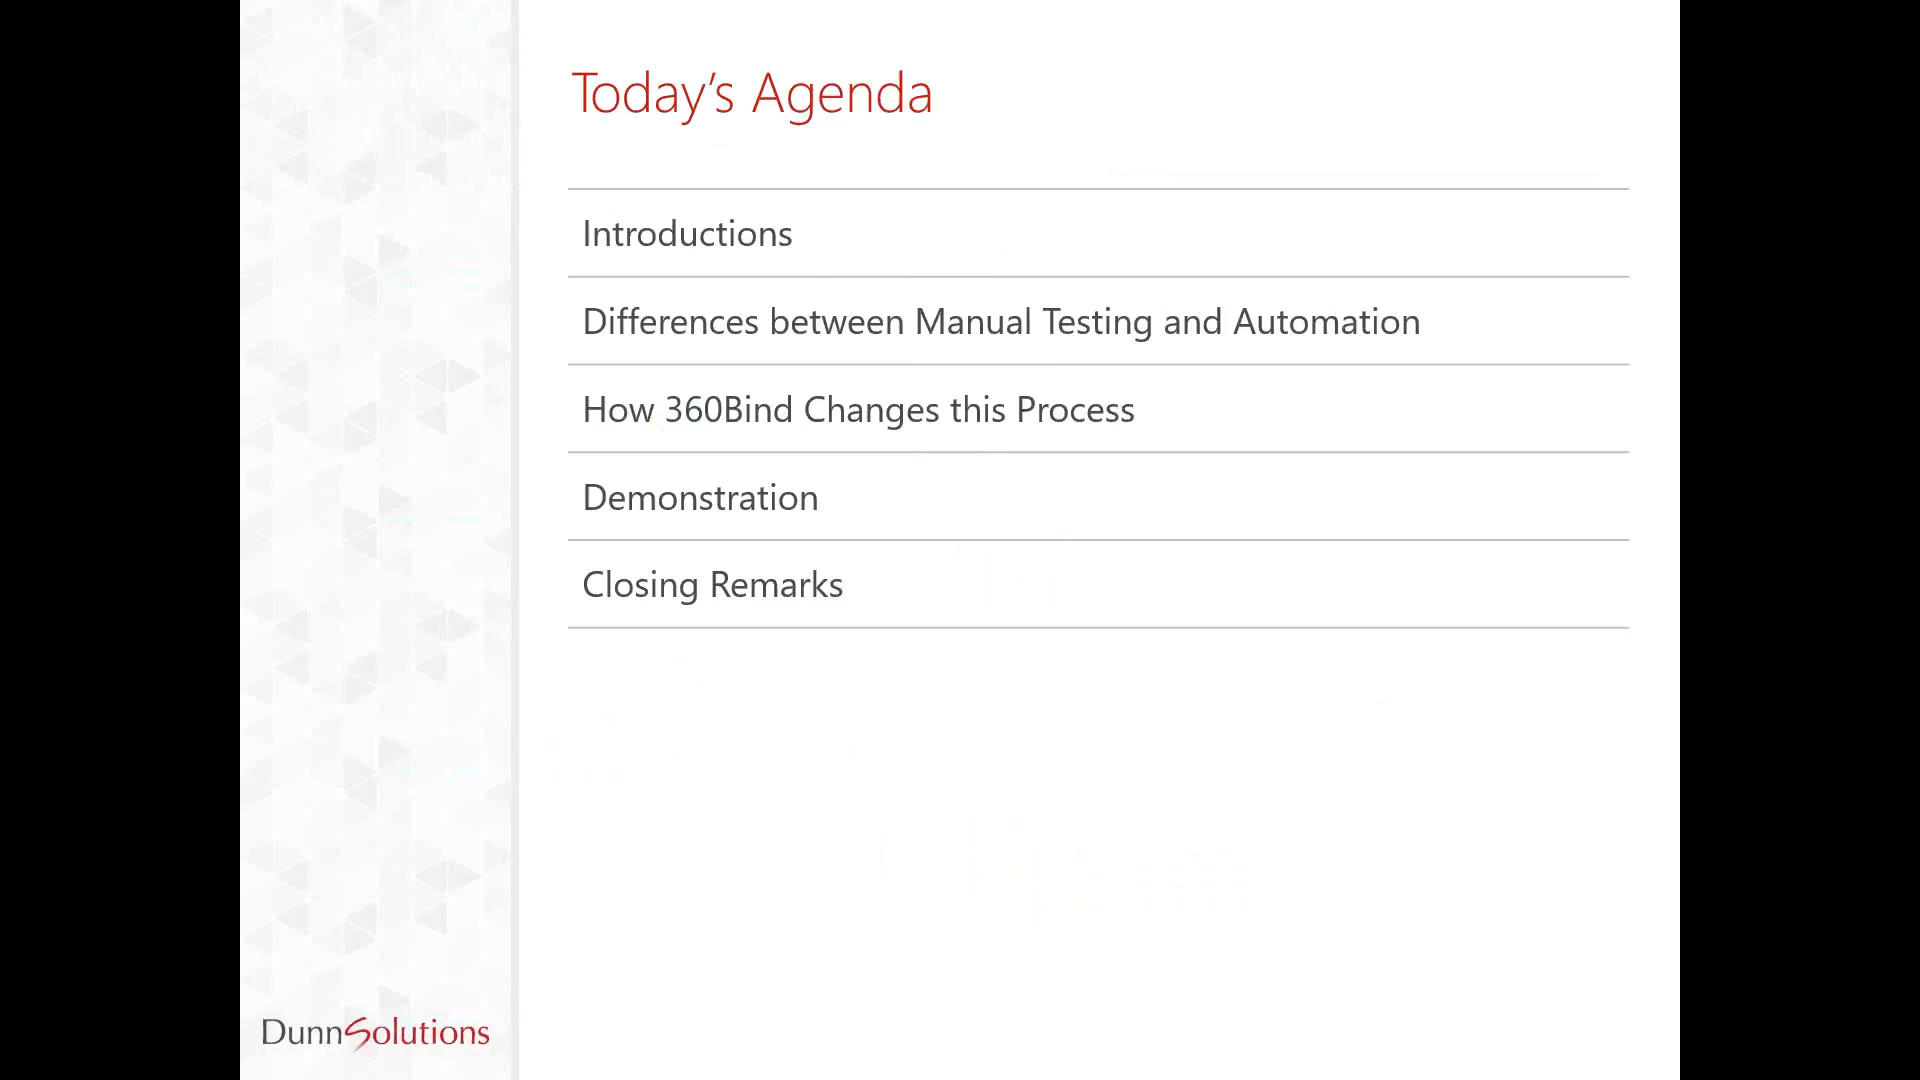 Today’s Agenda
Introductions
Differences between Manual Testing and Automation
How 360Bind Changes this Process
Demonstration
Closing Remarks
DunnSolutions